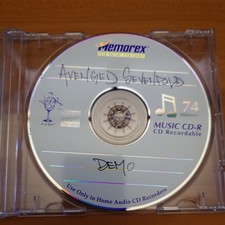 Memorex
AVENGED SEVENFOLD
74
MUSIC CD-R
CD Recordable
DEMO
Use Only in Home Audio CD Recorders.